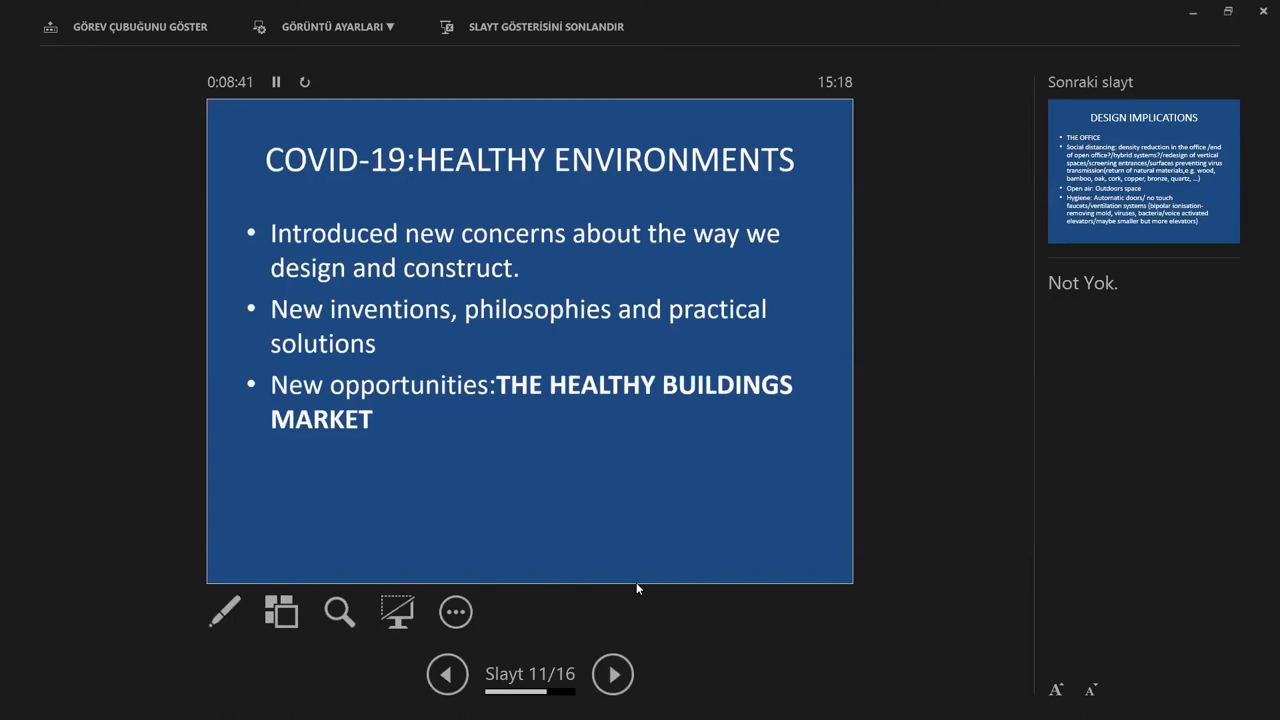 GÖREV ÇUBUĞUNU GÖSTER
GÖRÜNTÜ AYARLARI ▼
SLAYT GÖSTERİSİNİ SONLANDIR
0:08:41
15:18
COVID-19:HEALTHY ENVIRONMENTS
• Introduced new concerns about the way we
design and construct.
• New inventions, philosophies and practical
solutions
• New opportunities:THE HEALTHY BUILDINGS
MARKET
Slayt 11/16
Sonraki slayt
DESIGN IMPLICATIONS
• THE OFFICE
• Social distancing: density reduction in the office /end
of open office?/hybrid systems?/redesign of vertical
spaces/screening entrances/surfaces preventing virus
transmission(return of natural materials,e.g. wood,
bamboo, oak, cork, copper, bronze, quartz, ...)
• Open air: Outdoors space
• Hygiene: Automatic doors/ no touch
faucets/ventilation systems (bipolar ionisation-
removing mold, viruses, bacteria/voice activated
elevators/maybe smaller but more elevators)
Not Yok.
A A